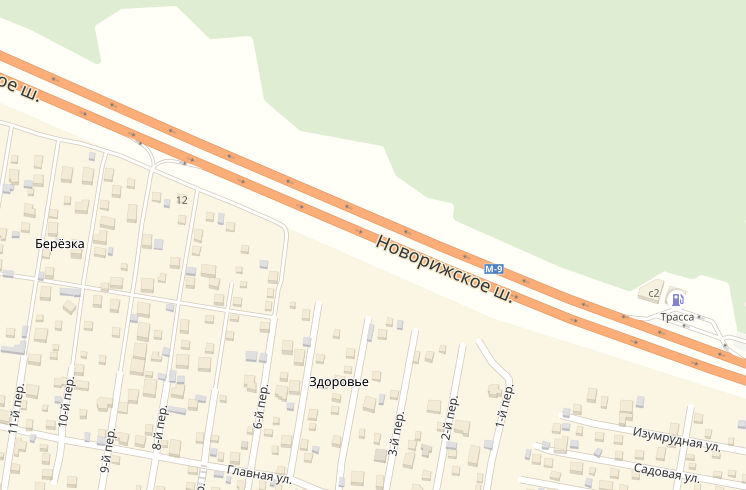 ое ш.
12
Берёзка
Новорижское ш.
М-9
с2
Трасса
Здоровье
11-й пер.
10-й пер.
9-й пер.
8-й пер.
6-й пер.
3-й пер.
2-й пер.
1-й пер.
Изумрудная ул.
Главная ул.
Садовая ул.
р.